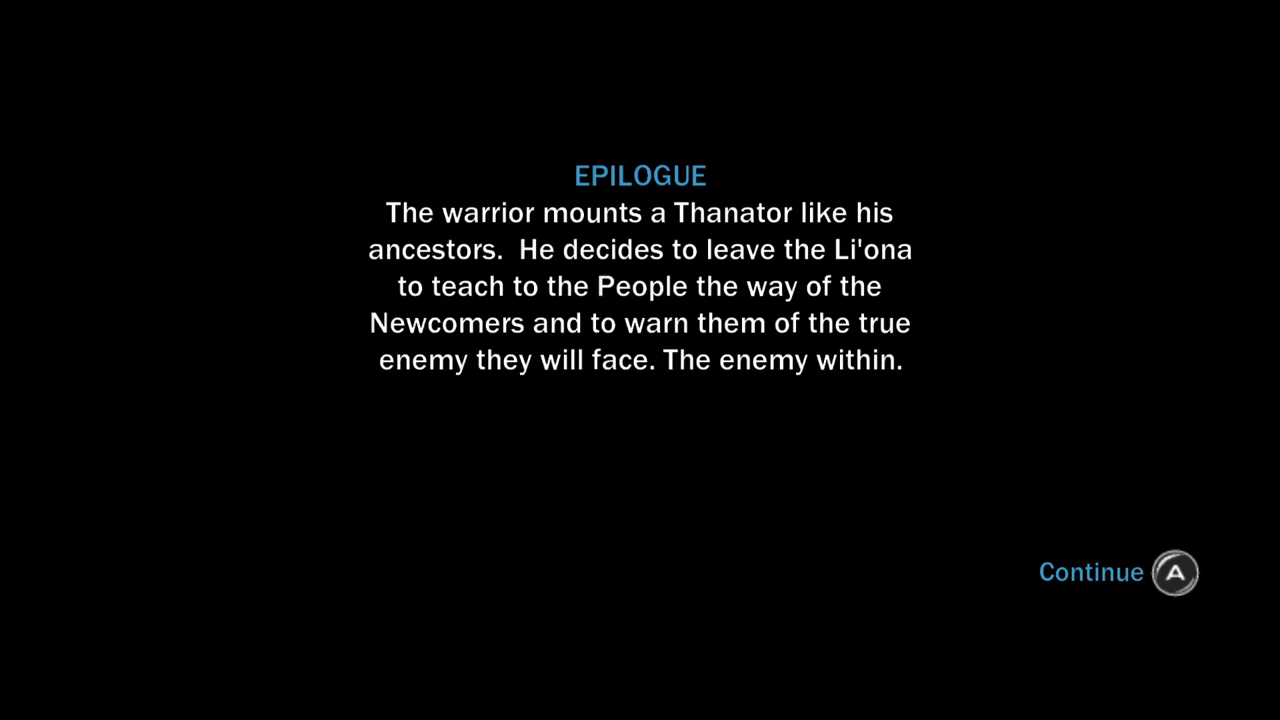 EPILOGUE
The warrior mounts a Thanator like his
ancestors.  He decides to leave the Li'ona
to teach to the People the way of the
Newcomers and to warn them of the true
enemy they will face. The enemy within.
Continue A